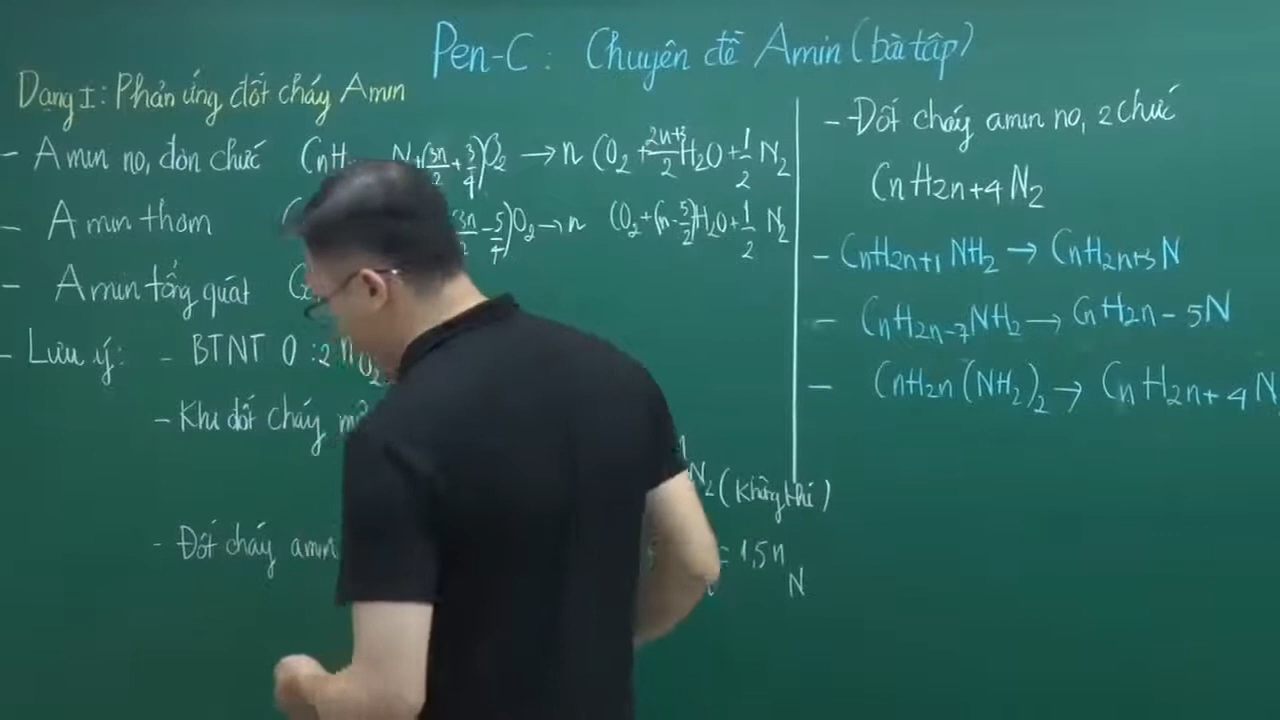 Pen-C: Chuyên đề Amin (bài tập)
Dạng I: Phản ứng đốt cháy Amin
- Amin no, đơn chức CnH N + (3n/2 + 3/4)O2 → n CO2 + 2n+3/2 H2O + 1/2 N2
- Amin thơm C (3n/2 - 5/4)O2 → n CO2 + (n - 5/2)H2O + 1/2 N2
- Amin tổng quát C
- Lưu ý: - BTNT O: 2nO2
- Khi đốt cháy
N2 (không khí)
- Đốt cháy amin = 1,5nN
- Đốt cháy amin no, 2 chức
CnH2n+4N2
- CnH2n+1NH2 → CnH2n+3N
- CnH2n-7NH2 → CnH2n-5N
- CnH2n(NH2)2 → CnH2n+4N